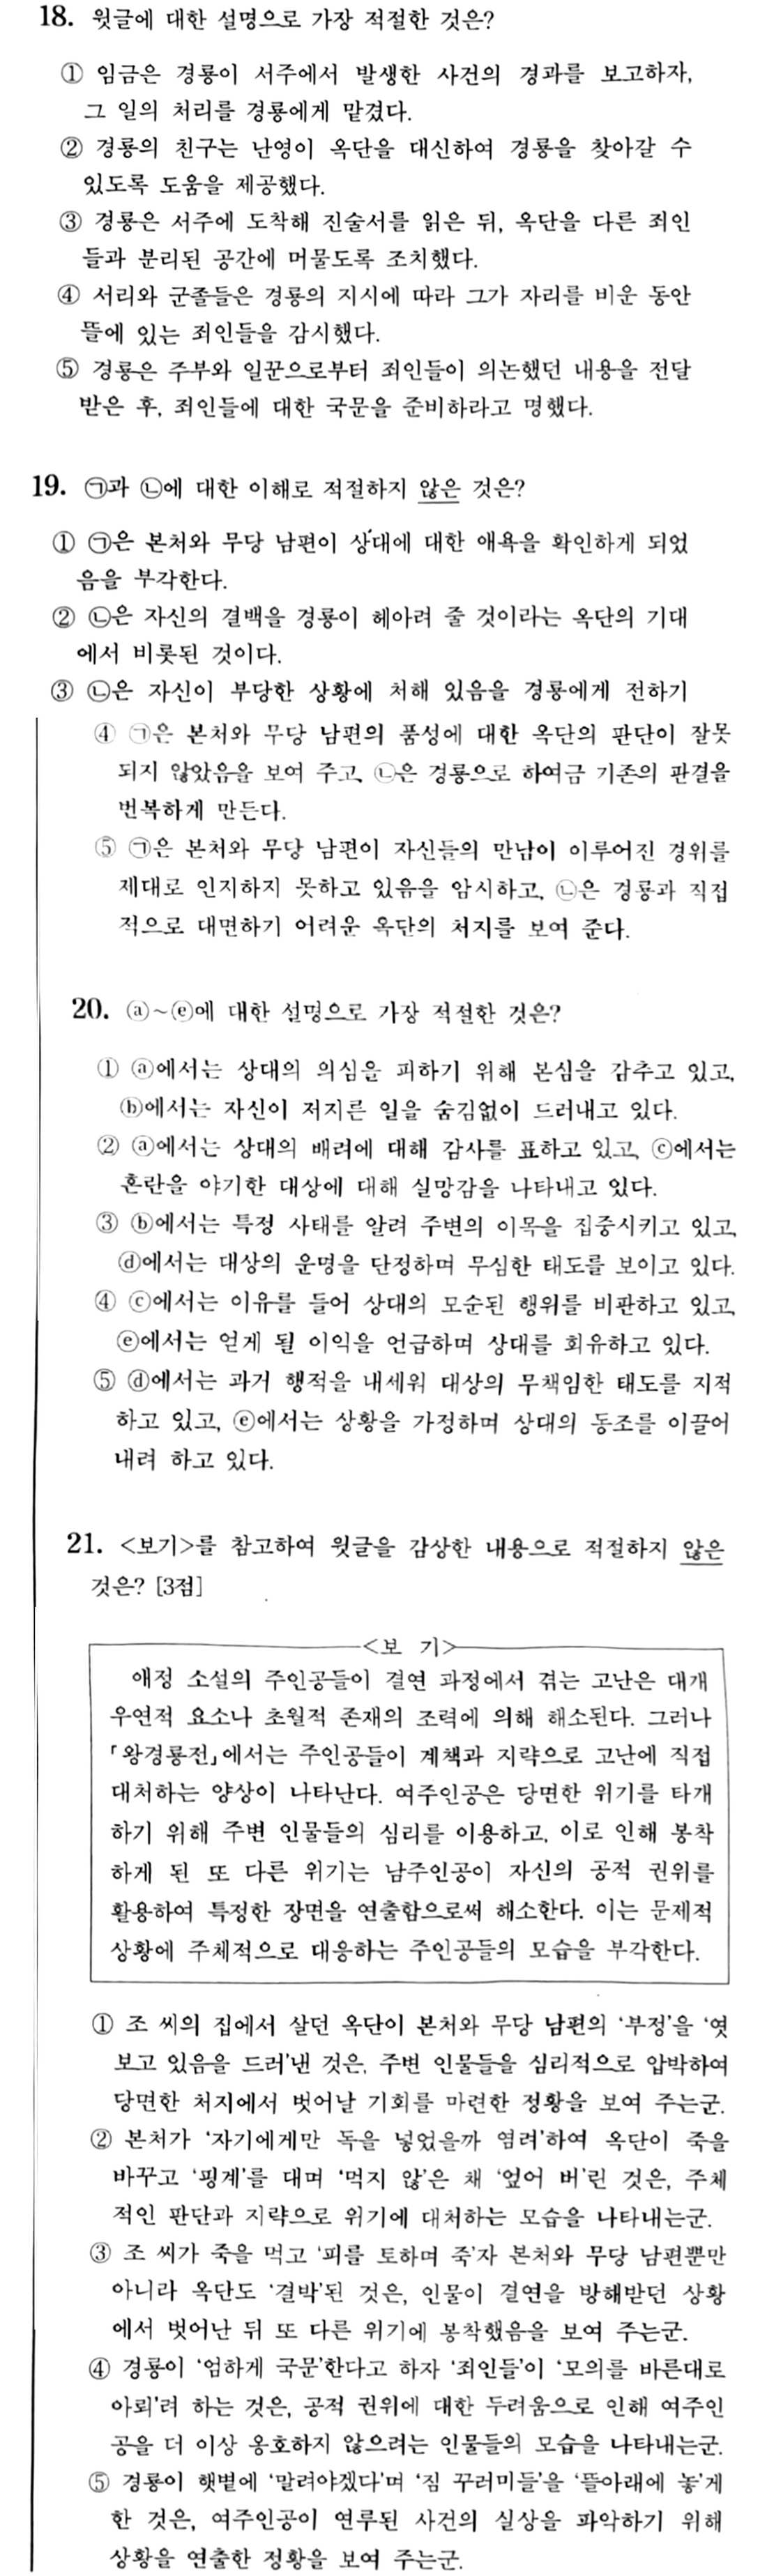 18. 윗글에 대한 설명으로 가장 적절한 것은?
① 임금은 경룡이 서주에서 발생한 사건의 경과를 보고하자,
그 일의 처리를 경룡에게 맡겼다.
② 경룡의 친구는 난영이 옥단을 대신하여 경룡을 찾아갈 수
있도록 도움을 제공했다.
③ 경룡은 서주에 도착해 진술서를 읽은 뒤, 옥단을 다른 죄인
들과 분리된 공간에 머물도록 조치했다.
④ 서리와 군졸들은 경룡의 지시에 따라 그가 자리를 비운 동안
뜰에 있는 죄인들을 감시했다.
⑤ 경룡은 주부와 일꾼으로부터 죄인들이 의논했던 내용을 전달
받은 후, 죄인들에 대한 국문을 준비하라고 명했다.
19. ㉠과 ㉡에 대한 이해로 적절하지 않은 것은?
① ㉠은 본처와 무당 남편이 상대에 대한 애욕을 확인하게 되었
음을 부각한다.
② ㉡은 자신의 결백을 경룡이 헤아려 줄 것이라는 옥단의 기대
에서 비롯된 것이다.
③ ㉡은 자신이 부당한 상황에 처해 있음을 경룡에게 전하기
④ ㉠은 본처와 무당 남편의 품성에 대한 옥단의 판단이 잘못
되지 않았음을 보여 주고, ㉡은 경룡으로 하여금 기존의 판결을
번복하게 만든다.
⑤ ㉠은 본처와 무당 남편이 자신들의 만남이 이루어진 경위를
제대로 인지하지 못하고 있음을 암시하고, ㉡은 경룡과 직접
적으로 대면하기 어려운 옥단의 처지를 보여 준다.
20. ⓐ~ⓔ에 대한 설명으로 가장 적절한 것은?
① ⓐ에서는 상대의 의심을 피하기 위해 본심을 감추고 있고,
ⓑ에서는 자신이 저지른 일을 숨김없이 드러내고 있다.
② ⓐ에서는 상대의 배려에 대해 감사를 표하고 있고, ⓒ에서는
혼란을 야기한 대상에 대해 실망감을 나타내고 있다.
③ ⓑ에서는 특정 사태를 알려 주변의 이목을 집중시키고 있고,
ⓓ에서는 대상의 운명을 단정하며 무심한 태도를 보이고 있다.
④ ⓒ에서는 이유를 들어 상대의 모순된 행위를 비판하고 있고,
ⓔ에서는 얻게 될 이익을 언급하며 상대를 회유하고 있다.
⑤ ⓓ에서는 과거 행적을 내세워 대상의 무책임한 태도를 지적
하고 있고, ⓔ에서는 상황을 가정하며 상대의 동조를 이끌어
내려 하고 있다.
21. <보기>를 참고하여 윗글을 감상한 내용으로 적절하지 않은
것은? [3점]
<보 기>
애정 소설의 주인공들이 결연 과정에서 겪는 고난은 대개
우연적 요소나 초월적 존재의 조력에 의해 해소된다. 그러나
｢왕경룡전｣에서는 주인공들이 계책과 지략으로 고난에 직접
대처하는 양상이 나타난다. 여주인공은 당면한 위기를 타개
하기 위해 주변 인물들의 심리를 이용하고, 이로 인해 봉착
하게 된 또 다른 위기는 남주인공이 자신의 공적 권위를
활용하여 특정한 장면을 연출함으로써 해소한다. 이는 문제적
상황에 주체적으로 대응하는 주인공들의 모습을 부각한다.
① 조 씨의 집에서 살던 옥단이 본처와 무당 남편의 ‘부정’을 ‘엿
보고 있음을 드러’낸 것은, 주변 인물들을 심리적으로 압박하여
당면한 처지에서 벗어날 기회를 마련한 정황을 보여 주는군.
② 본처가 ‘자기에게만 독을 넣었을까 염려’하여 옥단이 죽을
바꾸고 ‘핑계’를 대며 ‘먹지 않’은 채 ‘엎어 버’린 것은, 주체
적인 판단과 지략으로 위기에 대처하는 모습을 나타내는군.
③ 조 씨가 죽을 먹고 ‘피를 토하며 죽’자 본처와 무당 남편뿐만
아니라 옥단도 ‘결박’된 것은, 인물이 결연을 방해받던 상황
에서 벗어난 뒤 또 다른 위기에 봉착했음을 보여 주는군.
④ 경룡이 ‘엄하게 국문’한다고 하자 ‘죄인들’이 ‘모의를 바른대로
아뢰’려 하는 것은, 공적 권위에 대한 두려움으로 인해 여주인
공을 더 이상 옹호하지 않으려는 인물들의 모습을 나타내는군.
⑤ 경룡이 햇볕에 ‘말려야겠다’며 ‘짐 꾸러미들’을 ‘뜰아래에 놓’게
한 것은, 여주인공이 연루된 사건의 실상을 파악하기 위해
상황을 연출한 정황을 보여 주는군.